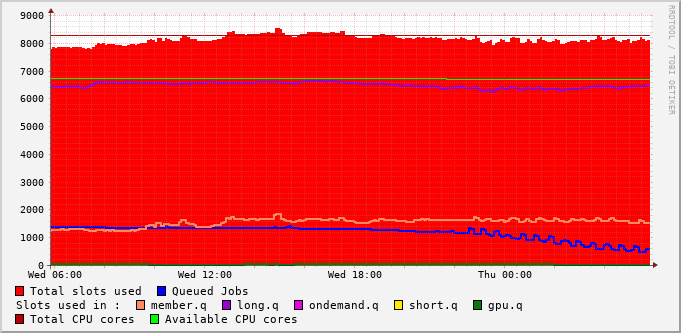 9000
8000
7000
6000
5000
4000
3000
2000
1000
0
Wed 06:00 Wed 12:00 Wed 18:00 Thu 00:00
Total slots used Queued Jobs
Slots used in : member.q long.q ondemand.q short.q gpu.q
Total CPU cores Available CPU cores
RRDTOOL / TOBI OETIKER